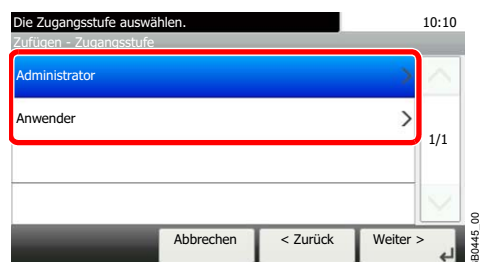 Die Zugangsstufe auswählen. 10:10
Zufügen - Zugangsstufe
Administrator
Anwender
1/1
Abbrechen < Zurück Weiter >
B0445_00